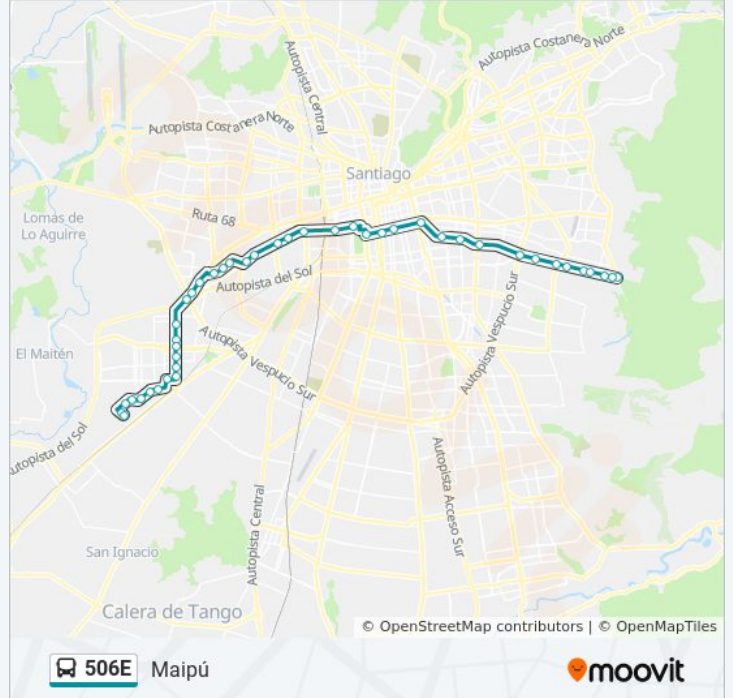 Autopista Costanera Norte
Autopista Central
Autopista Costanera Norte
Santiago
Ruta 68
Lomas de
Lo Aguirre
Autopista del Sol
Autopista Vespucio Sur
El Maitén
Autopista Vespucio Sur
utopista del Sol
Autopista Acceso Sur
Autopista Central
San Ignacio
Calera de Tango
© OpenStreetMap contributors | © OpenMapTiles
506E Maipú moovit